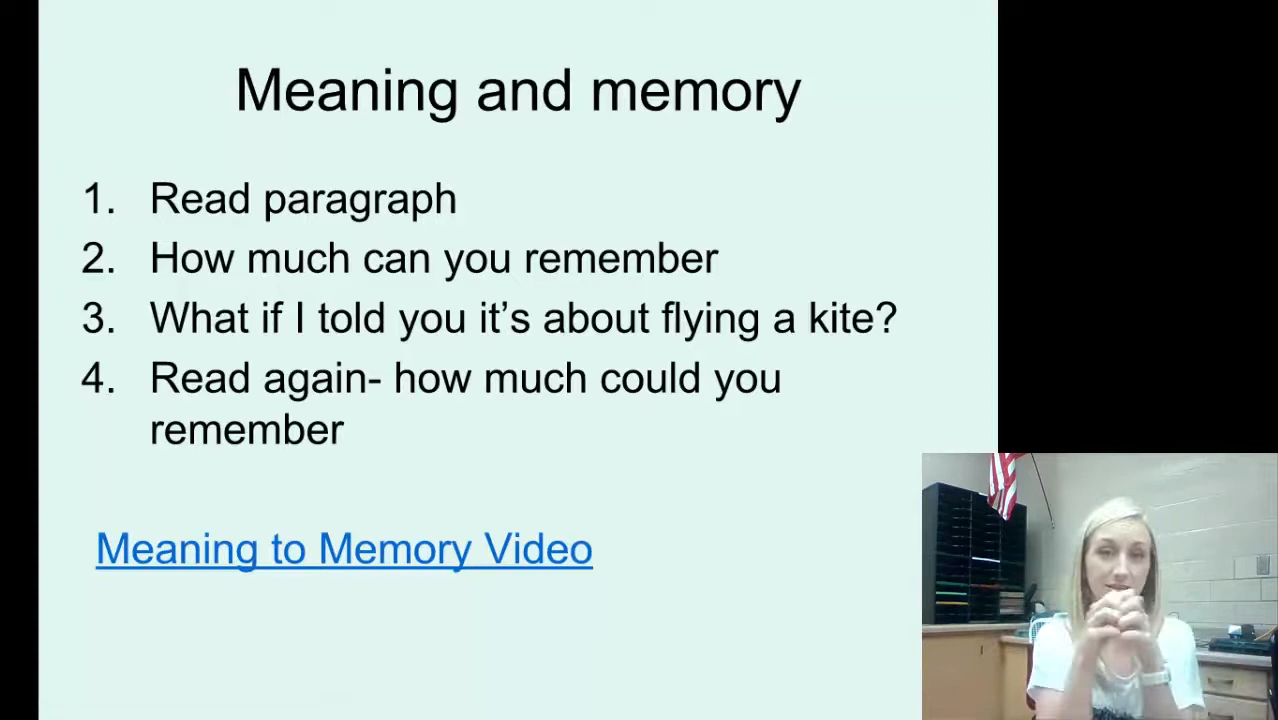 Meaning and memory
1. Read paragraph
2. How much can you remember
3. What if I told you it’s about flying a kite?
4. Read again- how much could you
remember
Meaning to Memory Video